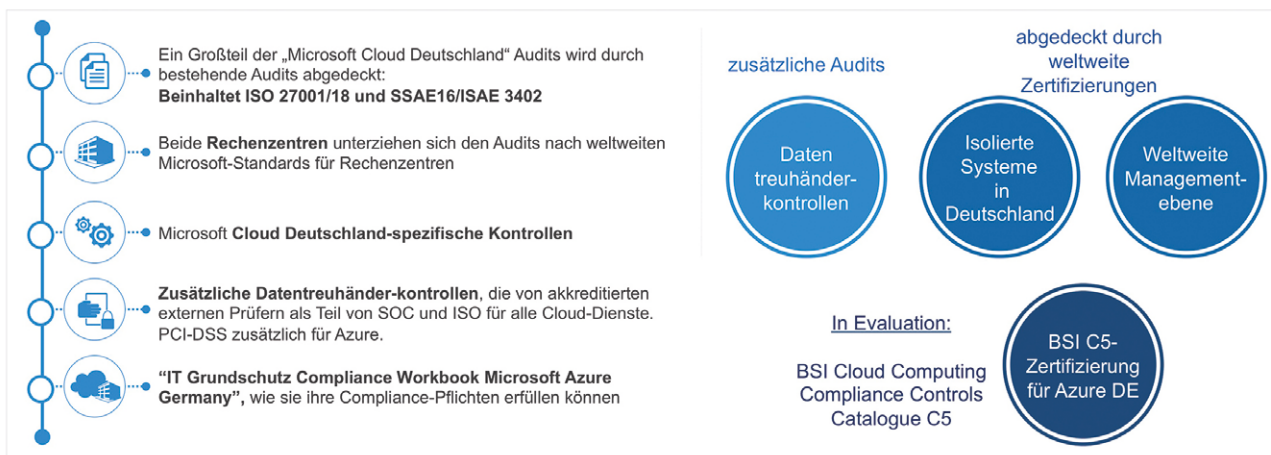 Ein Großteil der „Microsoft Cloud Deutschland“ Audits wird durch
bestehende Audits abgedeckt:
Beinhaltet ISO 27001/18 und SSAE16/ISAE 3402
Beide Rechenzentren unterziehen sich den Audits nach weltweiten
Microsoft-Standards für Rechenzentren
Microsoft Cloud Deutschland-spezifische Kontrollen
Zusätzliche Datentreuhänder-kontrollen, die von akkreditierten
externen Prüfern als Teil von SOC und ISO für alle Cloud-Dienste.
PCI-DSS zusätzlich für Azure.
“IT Grundschutz Compliance Workbook Microsoft Azure
Germany”, wie sie ihre Compliance-Pflichten erfüllen können
zusätzliche Audits
abgedeckt durch
weltweite
Zertifizierungen
Daten
treuhänder-
kontrollen
Isolierte
Systeme
in
Deutschland
Weltweite
Management-
ebene
In Evaluation:
BSI Cloud Computing
Compliance Controls
Catalogue C5
BSI C5-
Zertifizierung
für Azure DE